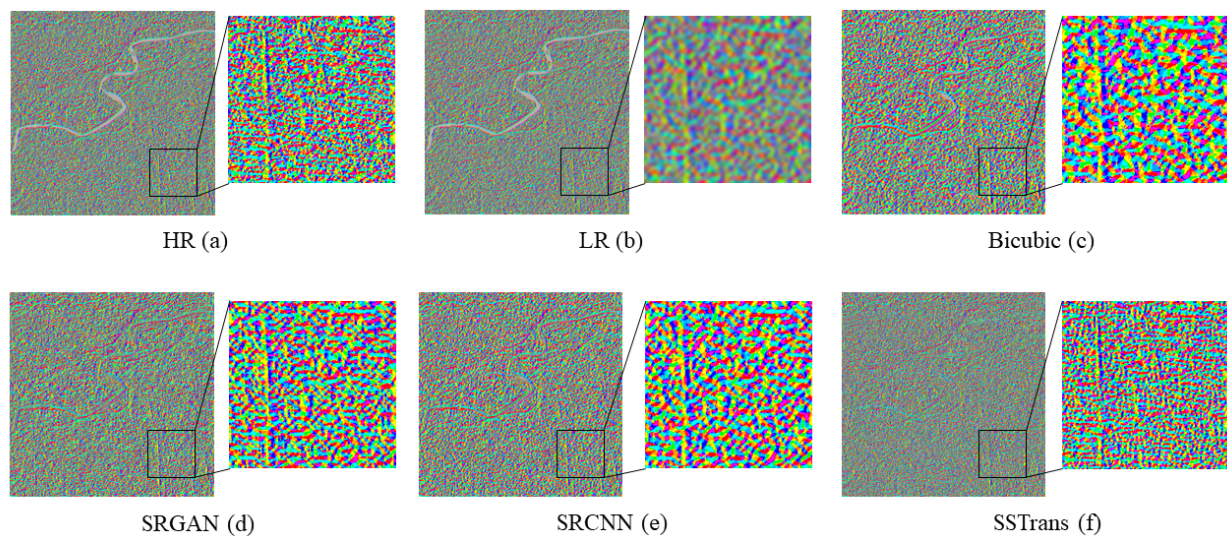 HR (a)
LR (b)
Bicubic (c)
SRGAN (d)
SRCNN (e)
SSTrans (f)